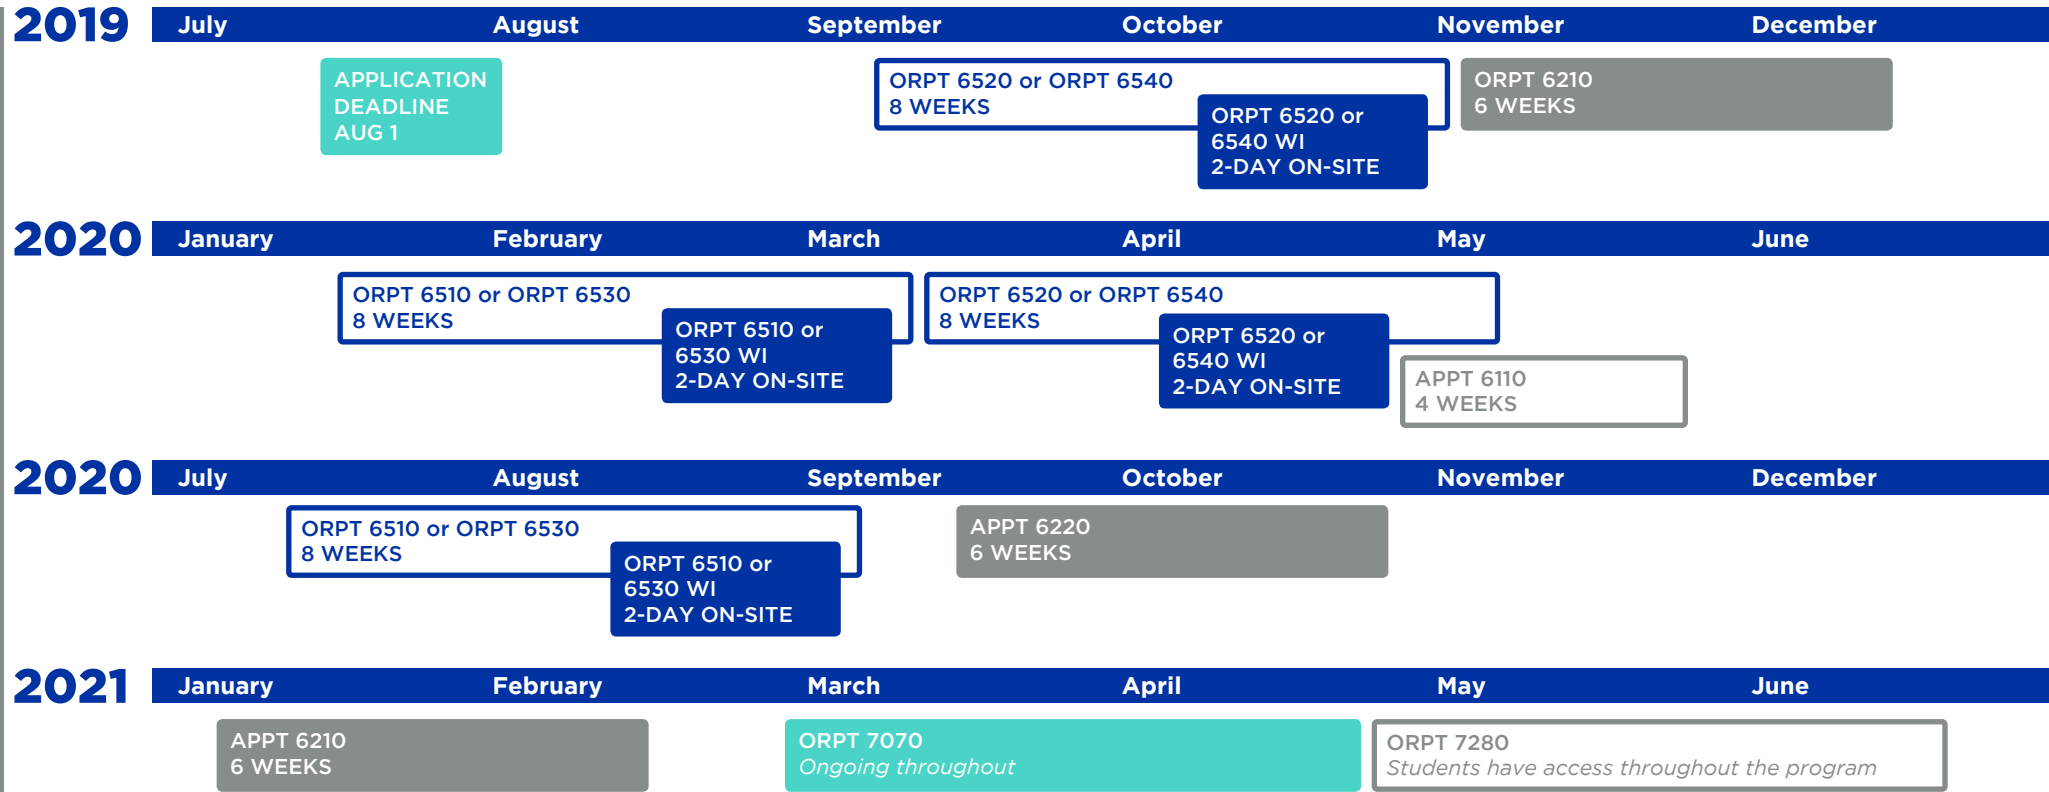 2019 July August September October November December
APPLICATION
DEADLINE
AUG 1
ORPT 6520 or ORPT 6540
8 WEEKS
ORPT 6520 or
6540 WI
2-DAY ON-SITE
ORPT 6210
6 WEEKS
2020 January February March April May June
ORPT 6510 or ORPT 6530
8 WEEKS
ORPT 6510 or
6530 WI
2-DAY ON-SITE
ORPT 6520 or ORPT 6540
8 WEEKS
ORPT 6520 or
6540 WI
2-DAY ON-SITE
APPT 6110
4 WEEKS
2020 July August September October November December
ORPT 6510 or ORPT 6530
8 WEEKS
ORPT 6510 or
6530 WI
2-DAY ON-SITE
APPT 6220
6 WEEKS
2021 January February March April May June
APPT 6210
6 WEEKS
ORPT 7070
Ongoing throughout
ORPT 7280
Students have access throughout the program